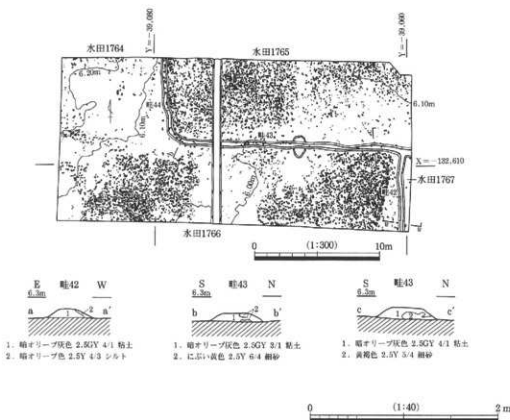 Y=-39,080
Y=-39,060
水田1764
水田1765
6.20m
6.10m
畦44
6.10m
畦43
X=-132,610
6.00m
水田1767
水田1766
0 (1:300) 10m
E 畦42 W
6.3m
a 1 2 a'
1. 暗オリーブ灰色 2.5GY 4/1 粘土
2. 暗オリーブ色 2.5Y 4/3 シルト
S 畦43 N
6.3m
b 1 2 b'
1. 暗オリーブ灰色 2.5GY 3/1 粘土
2. にぶい黄色 2.5Y 6/4 細砂
S 畦43 N
6.3m
c 1 2 c'
1. 暗オリーブ灰色 2.5GY 4/1 粘土
2. 黄褐色 2.5Y 5/4 細砂
0 (1:40) 2m